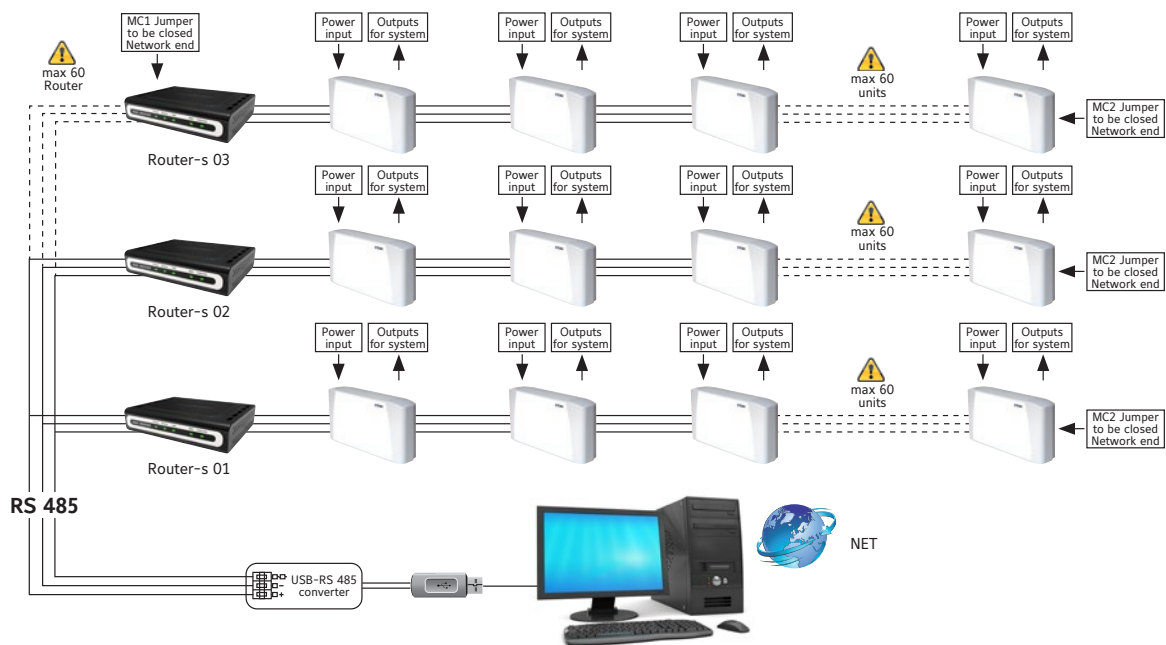 MC1 Jumper
to be closed
Network end
Power
input
Outputs
for system
Power
input
Outputs
for system
Power
input
Outputs
for system
Power
input
Outputs
for system
max 60
Router
max 60
units
MC2 Jumper
to be closed
Network end
Router-s 03
Power
input
Outputs
for system
Power
input
Outputs
for system
Power
input
Outputs
for system
Power
input
Outputs
for system
max 60
units
MC2 Jumper
to be closed
Network end
Router-s 02
Power
input
Outputs
for system
Power
input
Outputs
for system
Power
input
Outputs
for system
Power
input
Outputs
for system
max 60
units
MC2 Jumper
to be closed
Network end
Router-s 01
RS 485
NET
USB-RS 485
converter
-
+